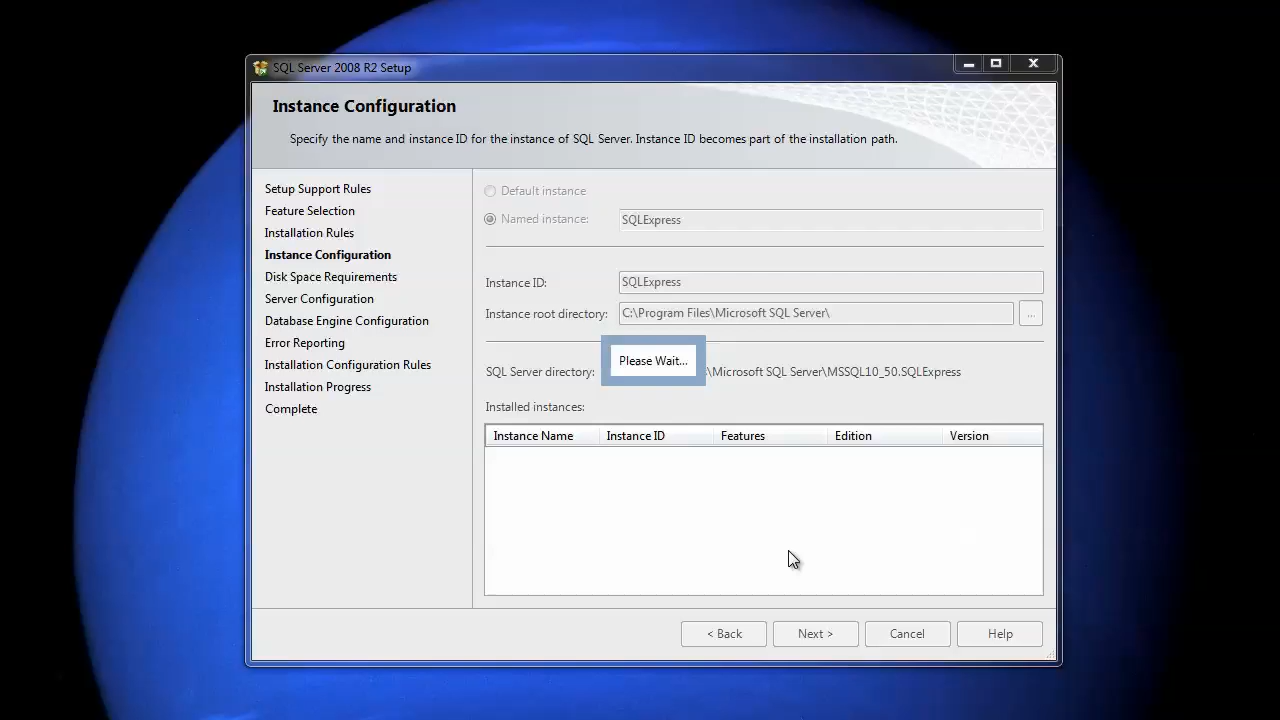 SQL Server 2008 R2 Setup
Instance Configuration
Specify the name and instance ID for the instance of SQL Server. Instance ID becomes part of the installation path.
Setup Support Rules
Feature Selection
Installation Rules
Instance Configuration
Disk Space Requirements
Server Configuration
Database Engine Configuration
Error Reporting
Installation Configuration Rules
Installation Progress
Complete
Default instance
Named instance: SQLExpress
Instance ID: SQLExpress
Instance root directory: C:\Program Files\Microsoft SQL Server\ ...
Please Wait...
SQL Server directory: \Microsoft SQL Server\MSSQL10_50.SQLExpress
Installed instances:
Instance Name Instance ID Features Edition Version
< Back Next > Cancel Help